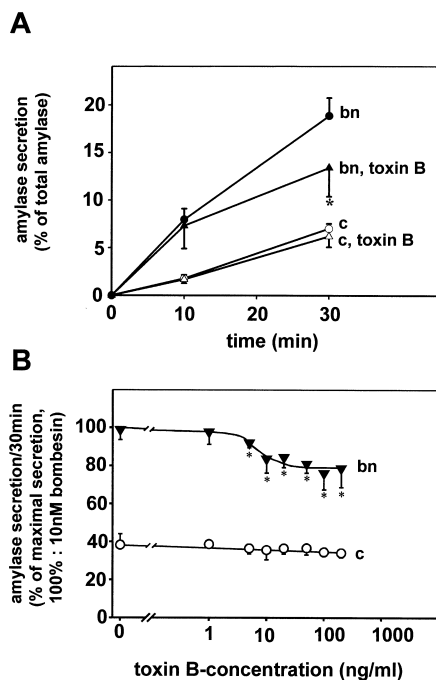 A
amylase secretion
(% of total amylase)
20
15
10
5
0
bn
bn, toxin B
*
c
c, toxin B
0 10 20 30
time (min)
B
amylase secretion/30min
(% of maximal secretion,
100% : 10nM bombesin)
100
80
60
40
20
0
bn
* * * * * *
c
0 1 10 100 1000
toxin B-concentration (ng/ml)